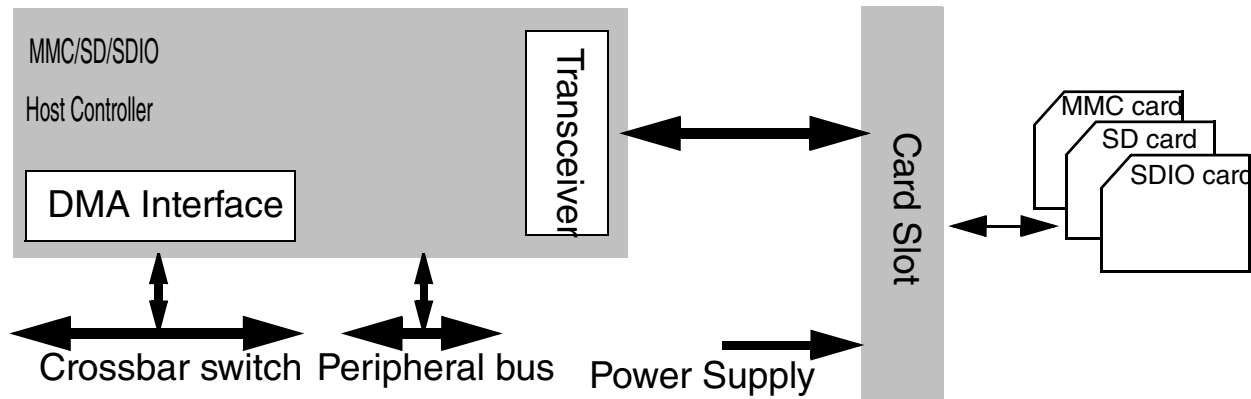 MMC/SD/SDIO
Host Controller
DMA Interface
Transceiver
Card Slot
MMC card
SD card
SDIO card
Crossbar switch
Peripheral bus
Power Supply